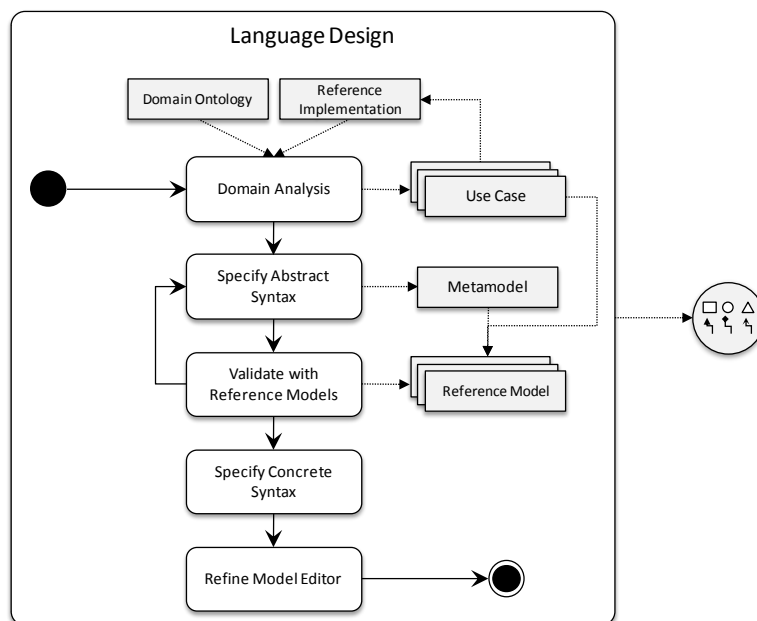 Language Design
Domain Ontology
Reference
Implementation
Domain Analysis
Use Case
Specify Abstract
Syntax
Metamodel
Validate with
Reference Models
Reference Model
Specify Concrete
Syntax
Refine Model Editor